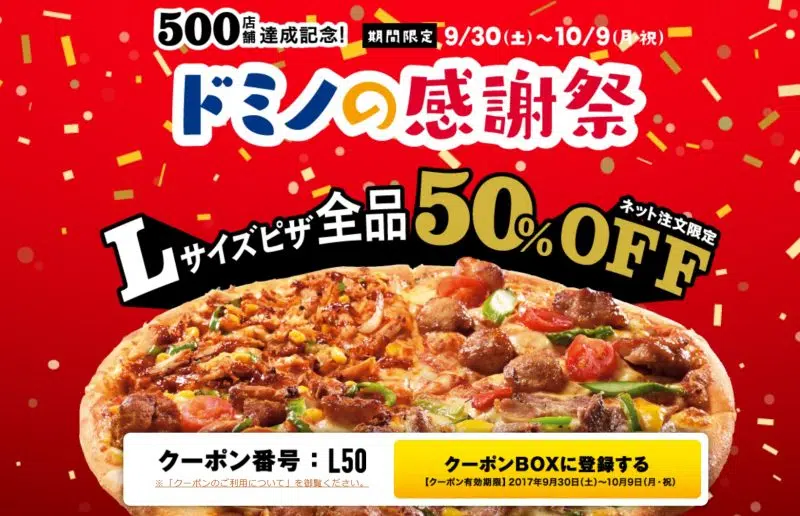 500店舗達成記念! 期間限定 9/30(土)~10/9(月・祝)
ドミノの感謝祭
Lサイズピザ全品50%OFF
ネット注文限定
クーポン番号:L50
※「クーポンのご利用について」を御覧ください。
クーポンBOXに登録する
【クーポン有効期限】2017年9月30日(土)~10月9日(月・祝)